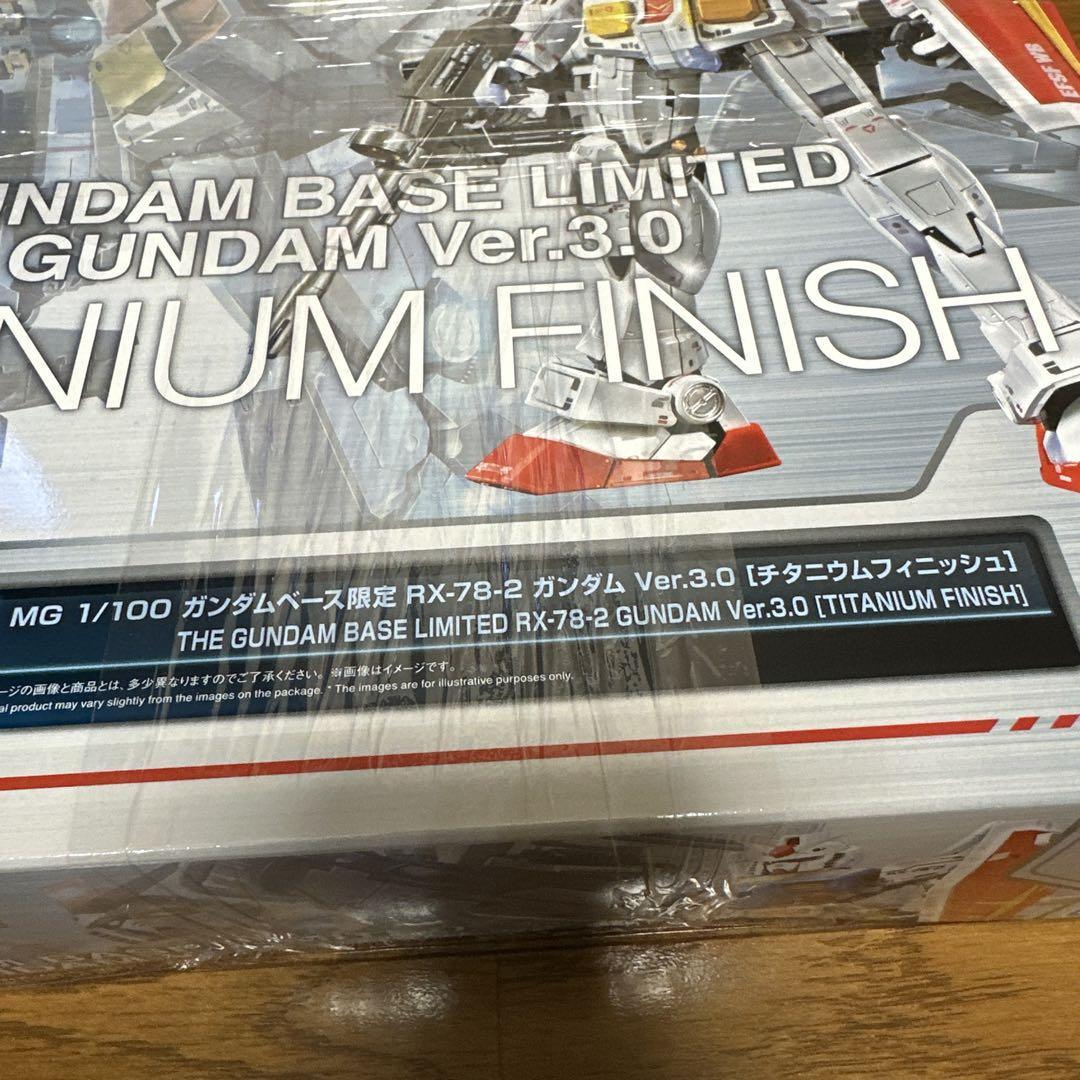 EFSF WB
NDAM BASE LIMITED
GUNDAM Ver.3.0
NIUM FINISH
MG 1/100 ガンダムベース限定 RX-78-2 ガンダム Ver.3.0 [チタニウムフィニッシュ]
THE GUNDAM BASE LIMITED RX-78-2 GUNDAM Ver.3.0 [TITANIUM FINISH]
ージの画像と商品とは、多少異なりますのでご了承ください。※画像はイメージです。
al product may vary slightly from the images on the package. * The images are for illustrative purposes only.